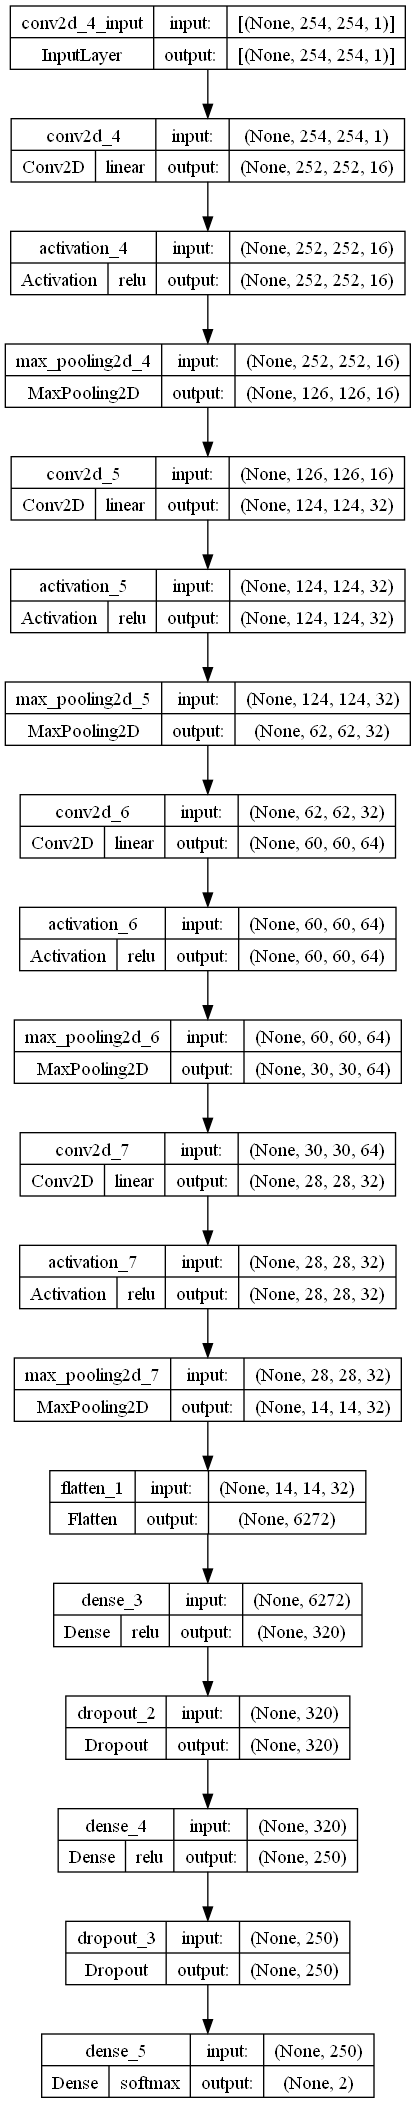 conv2d_4_input input: [(None, 254, 254, 1)]
InputLayer output: [(None, 254, 254, 1)]
conv2d_4 input: (None, 254, 254, 1)
Conv2D linear output: (None, 252, 252, 16)
activation_4 input: (None, 252, 252, 16)
Activation relu output: (None, 252, 252, 16)
max_pooling2d_4 input: (None, 252, 252, 16)
MaxPooling2D output: (None, 126, 126, 16)
conv2d_5 input: (None, 126, 126, 16)
Conv2D linear output: (None, 124, 124, 32)
activation_5 input: (None, 124, 124, 32)
Activation relu output: (None, 124, 124, 32)
max_pooling2d_5 input: (None, 124, 124, 32)
MaxPooling2D output: (None, 62, 62, 32)
conv2d_6 input: (None, 62, 62, 32)
Conv2D linear output: (None, 60, 60, 64)
activation_6 input: (None, 60, 60, 64)
Activation relu output: (None, 60, 60, 64)
max_pooling2d_6 input: (None, 60, 60, 64)
MaxPooling2D output: (None, 30, 30, 64)
conv2d_7 input: (None, 30, 30, 64)
Conv2D linear output: (None, 28, 28, 32)
activation_7 input: (None, 28, 28, 32)
Activation relu output: (None, 28, 28, 32)
max_pooling2d_7 input: (None, 28, 28, 32)
MaxPooling2D output: (None, 14, 14, 32)
flatten_1 input: (None, 14, 14, 32)
Flatten output: (None, 6272)
dense_3 input: (None, 6272)
Dense relu output: (None, 320)
dropout_2 input: (None, 320)
Dropout output: (None, 320)
dense_4 input: (None, 320)
Dense relu output: (None, 250)
dropout_3 input: (None, 250)
Dropout output: (None, 250)
dense_5 input: (None, 250)
Dense softmax output: (None, 2)